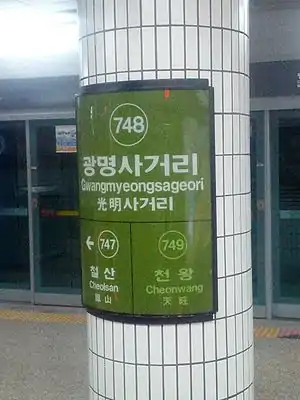 748
광명사거리
Gwangmyeongsageori
光明사거리
← 747
철산
Cheolsan
鐵山
749
천왕
Cheonwang
天旺